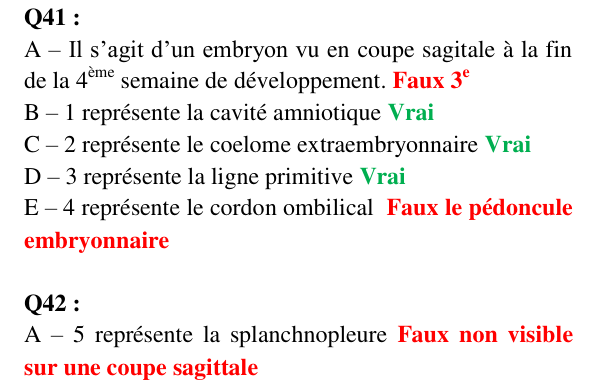 Q41 :
A – Il s’agit d’un embryon vu en coupe sagitale à la fin
de la 4ème semaine de développement. Faux 3e
B – 1 représente la cavité amniotique Vrai
C – 2 représente le coelome extraembryonnaire Vrai
D – 3 représente la ligne primitive Vrai
E – 4 représente le cordon ombilical Faux le pédoncule
embryonnaire
Q42 :
A – 5 représente la splanchnopleure Faux non visible
sur une coupe sagittale